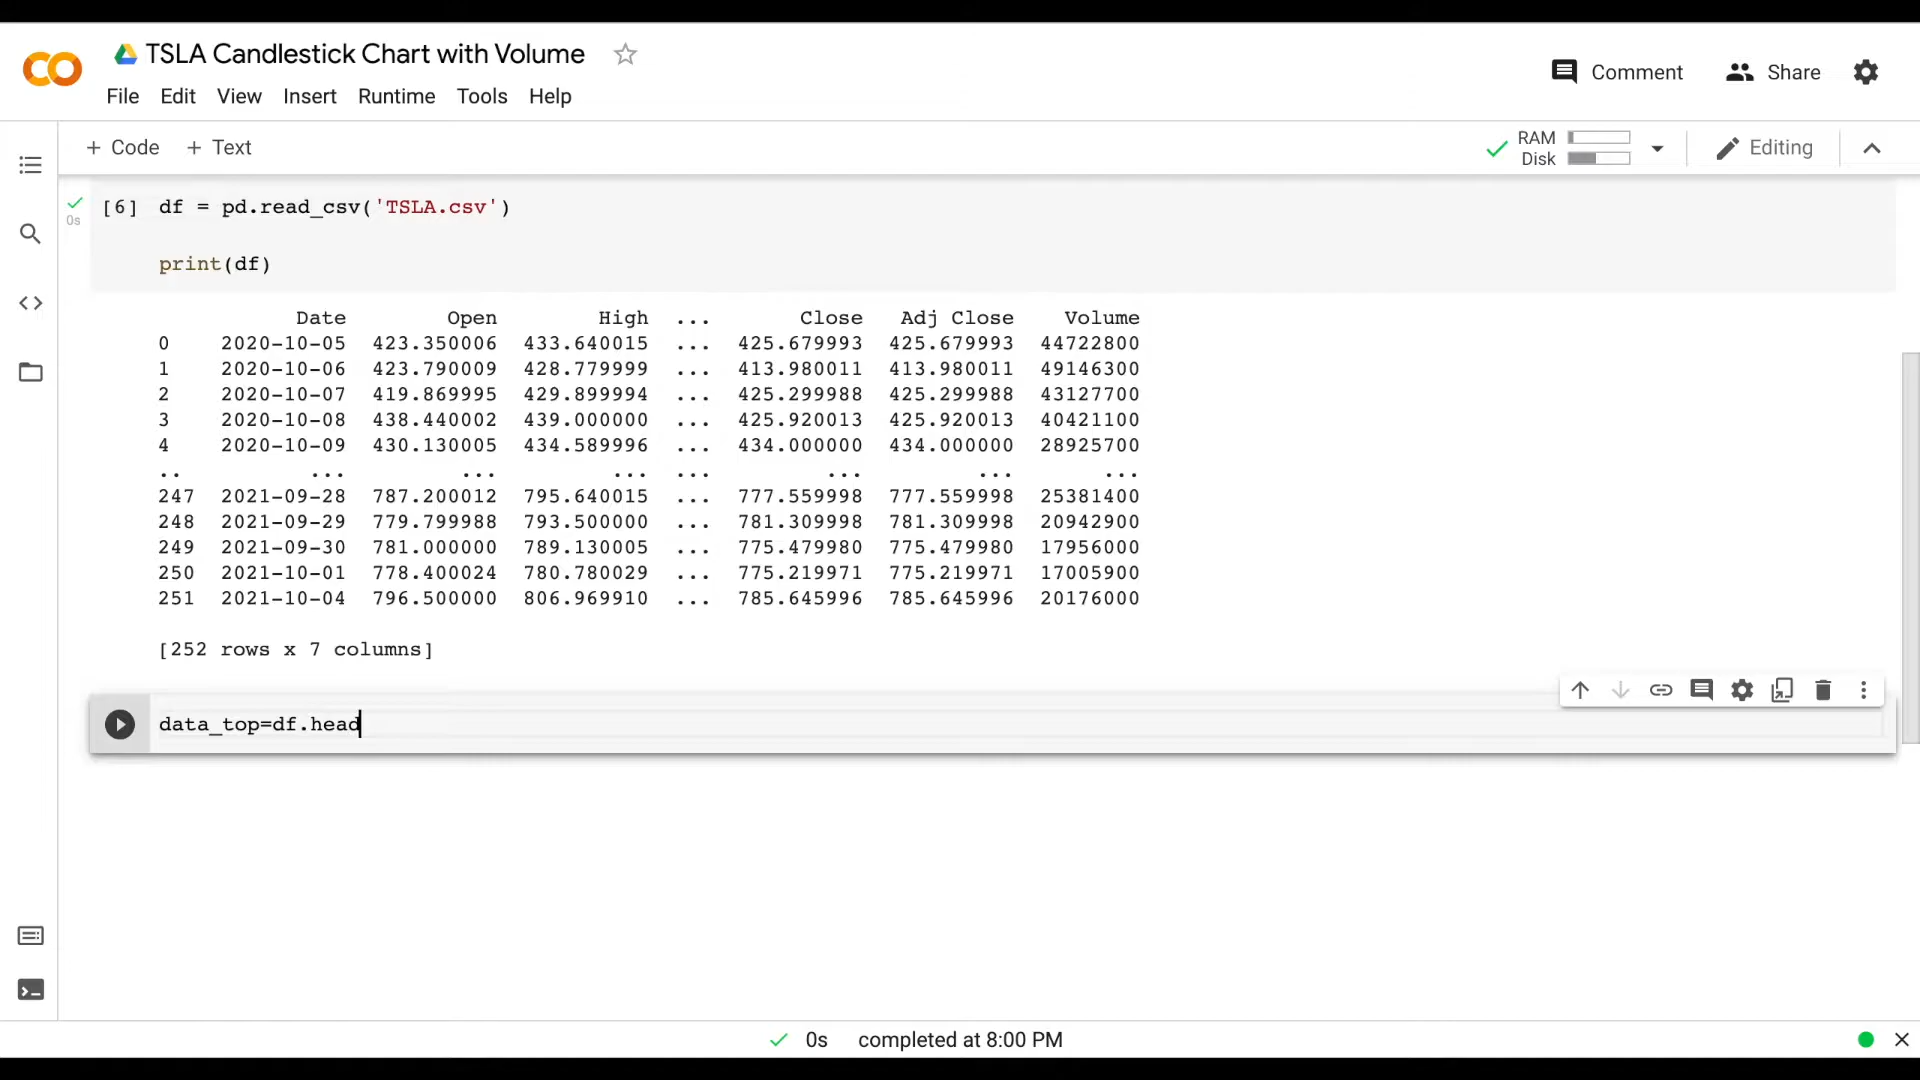 TSLA Candlestick Chart with Volume
Comment
Share
File Edit View Insert Runtime Tools Help
+ Code + Text
RAM
Disk
Editing
[6] df = pd.read_csv('TSLA.csv')
0s
print(df)
Date Open High ... Close Adj Close Volume
0 2020-10-05 423.350006 433.640015 ... 425.679993 425.679993 44722800
1 2020-10-06 423.790009 428.779999 ... 413.980011 413.980011 49146300
2 2020-10-07 419.869995 429.899994 ... 425.299988 425.299988 43127700
3 2020-10-08 438.440002 439.000000 ... 425.920013 425.920013 40421100
4 2020-10-09 430.130005 434.589996 ... 434.000000 434.000000 28925700
.. ... ... ... ... ... ... ...
247 2021-09-28 787.200012 795.640015 ... 777.559998 777.559998 25381400
248 2021-09-29 779.799988 793.500000 ... 781.309998 781.309998 20942900
249 2021-09-30 781.000000 789.130005 ... 775.479980 775.479980 17956000
250 2021-10-01 778.400024 780.780029 ... 775.219971 775.219971 17005900
251 2021-10-04 796.500000 806.969910 ... 785.645996 785.645996 20176000
[252 rows x 7 columns]
data_top=df.head
0s completed at 8:00 PM